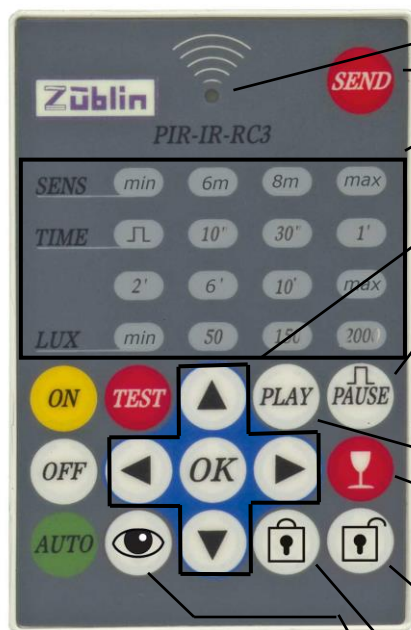 Züblin
SEND
PIR-IR-RC3
SENS min 6m 8m max
TIME 10" 30" 1'
2' 6' 10' max
LUX min 50 150 2000
ON TEST PLAY PAUSE
OFF OK
AUTO